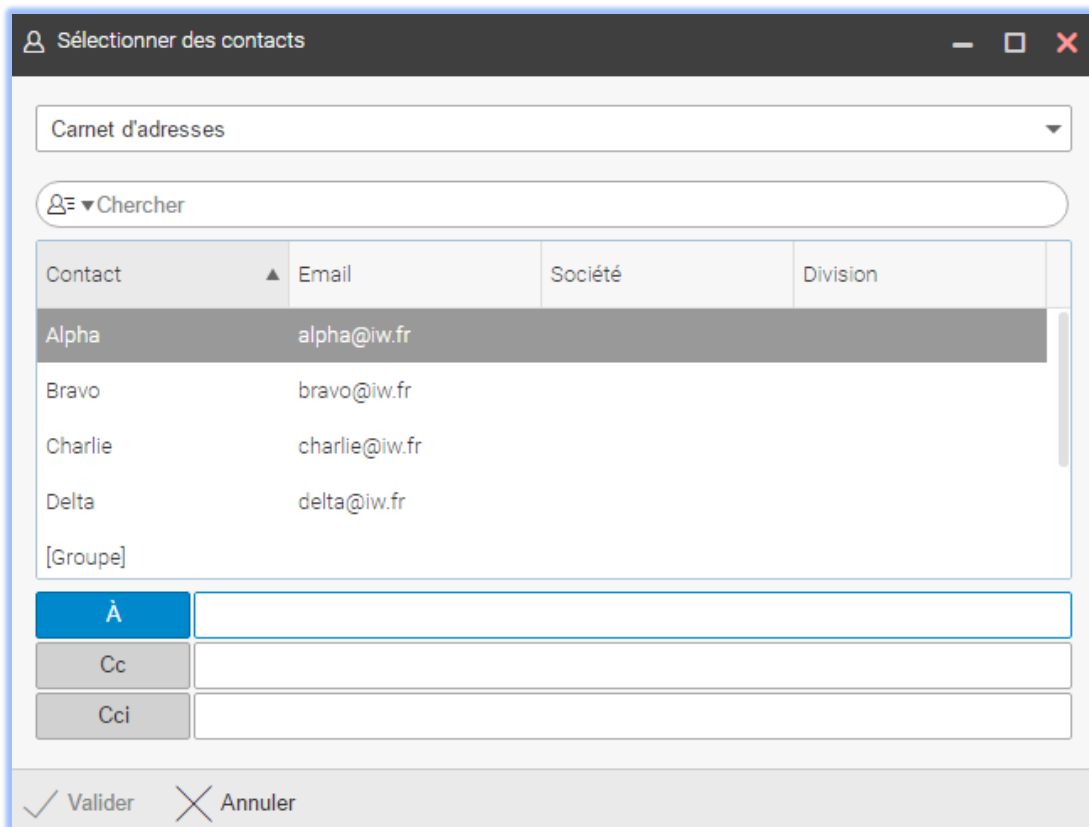 Sélectionner des contacts
Carnet d'adresses
Chercher
Contact Email Société Division
Alpha alpha@iw.fr
Bravo bravo@iw.fr
Charlie charlie@iw.fr
Delta delta@iw.fr
[Groupe]
À
Cc
Cci
Valider Annuler